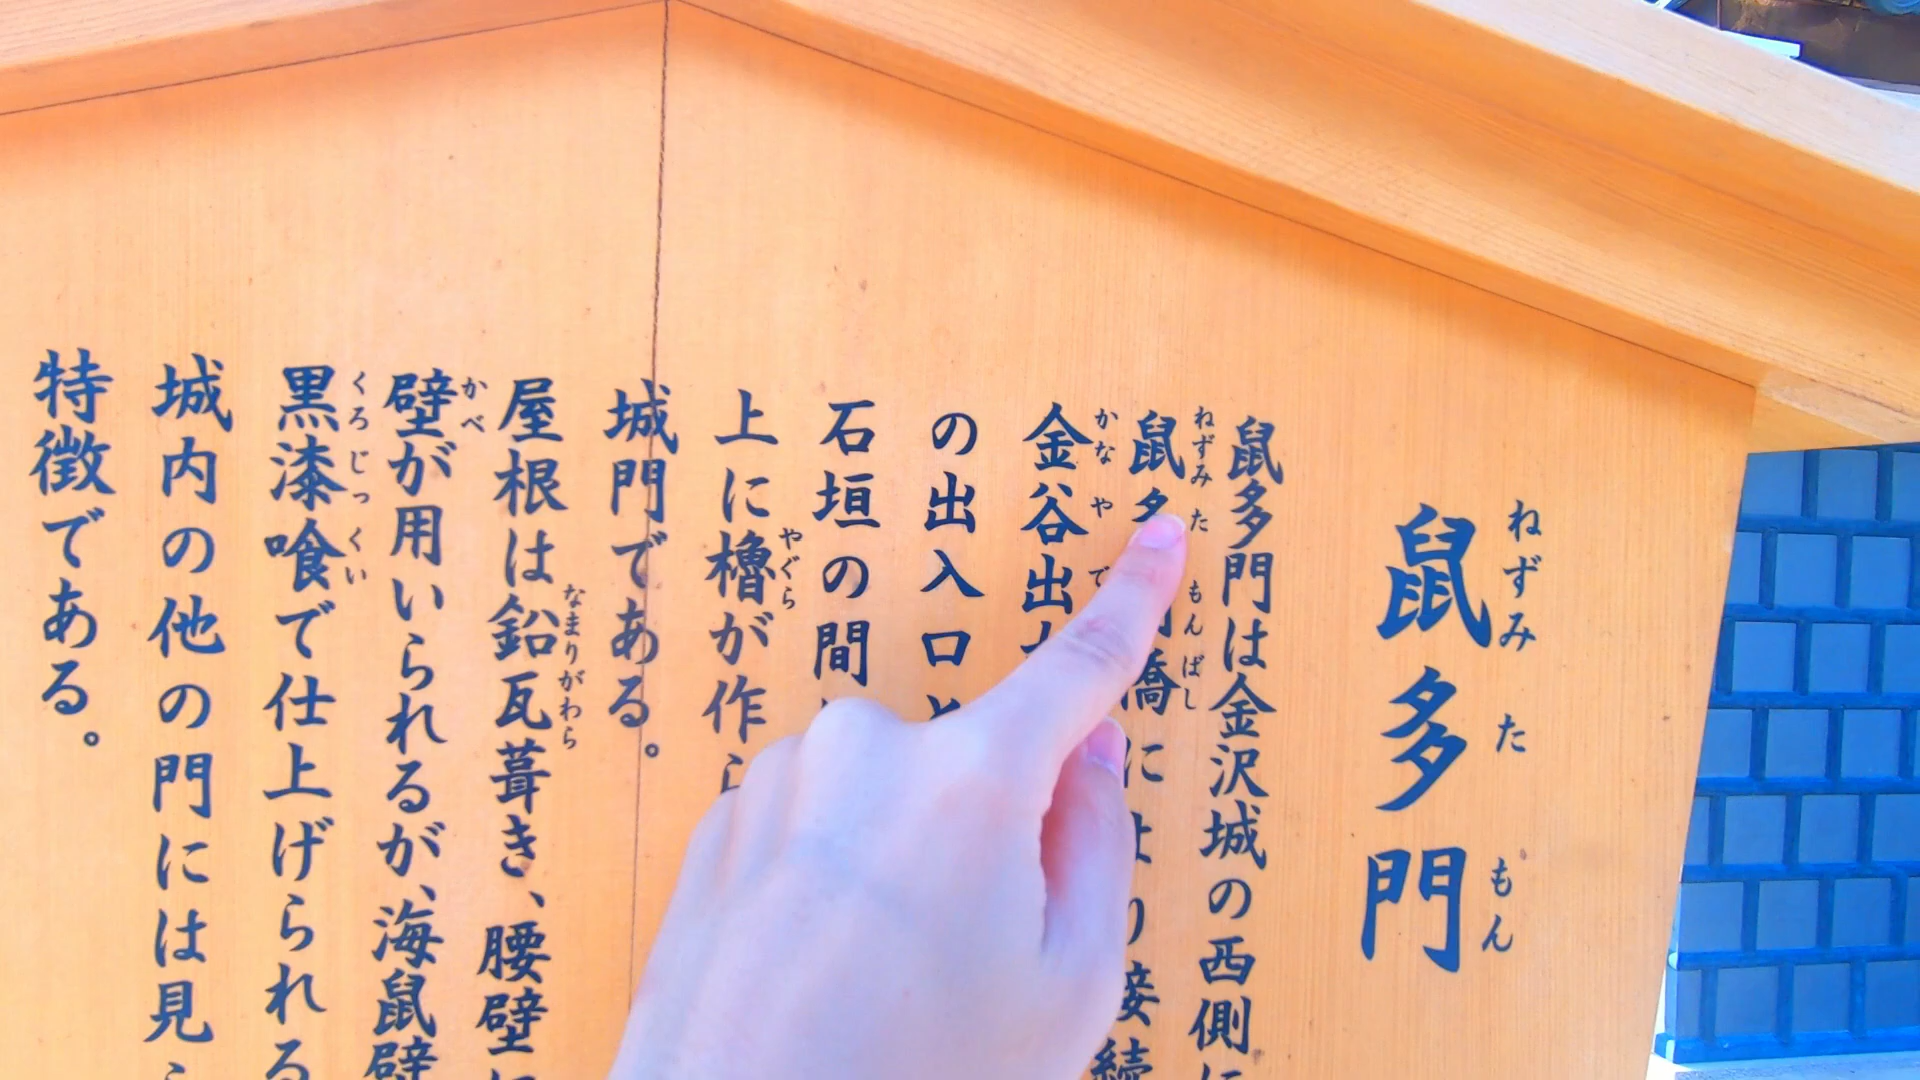 鼠多門
ねずみ た もん
鼠多門は金沢城の西側に
鼠多 橋により接続
ねずみ た もんばし
金谷出
かな や で
の出入口と
石垣の間
上に櫓が作ら
やぐら
城門である。
屋根は鉛瓦葺き、腰壁に
なまりがわら
壁が用いられるが、海鼠壁
かべ
黒漆喰で仕上げられる
くろじっくい
城内の他の門には見ら
特徴である。